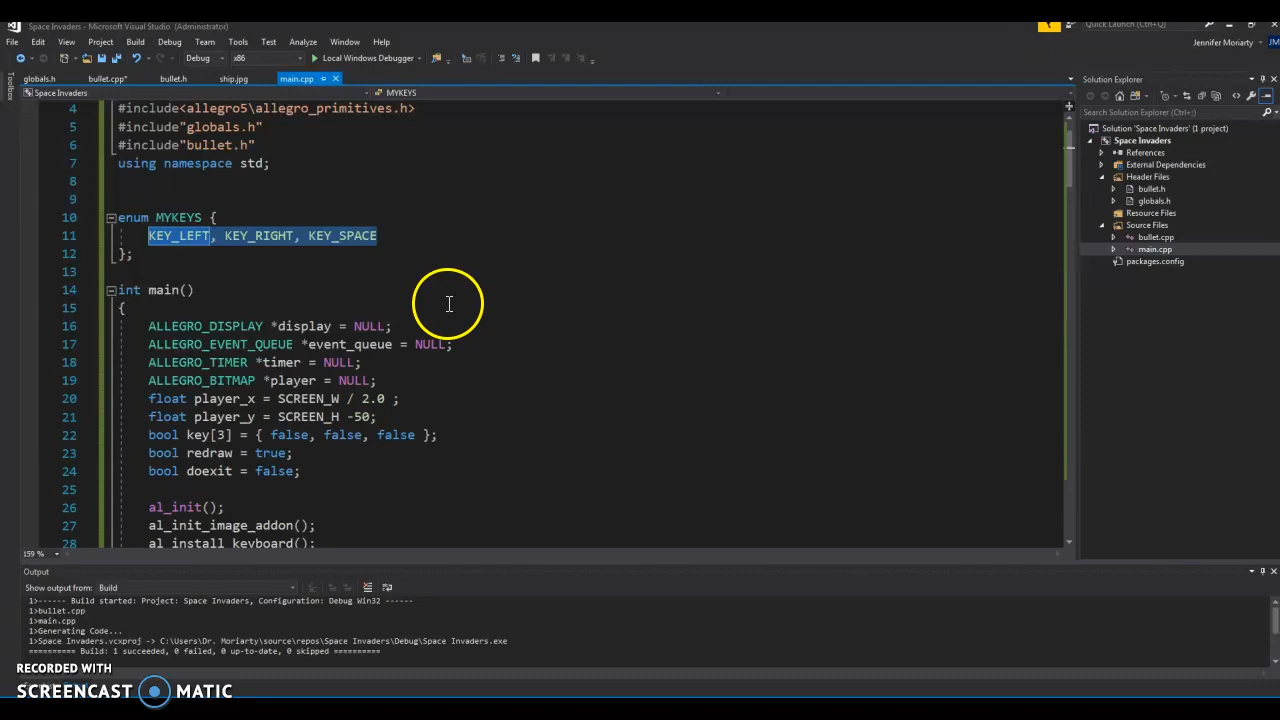 Space Invaders - Microsoft Visual Studio (Administrator)
Quick Launch (Ctrl+Q)
File Edit View Project Build Debug Team Tools Test Analyze Window Help
Jennifer Moriarty JM
Debug x86 Local Windows Debugger
Toolbox
globals.h bullet.cpp* bullet.h ship.jpg main.cpp
Solution Explorer
Space Invaders MYKEYS
Search Solution Explorer (Ctrl+;)
Solution 'Space Invaders' (1 project)
Space Invaders
References
External Dependencies
Header Files
bullet.h
globals.h
Resource Files
Source Files
bullet.cpp
main.cpp
packages.config
4 #include<allegro5\allegro_primitives.h>
5 #include"globals.h"
6 #include"bullet.h"
7 using namespace std;
8
9
10 enum MYKEYS {
11 KEY_LEFT, KEY_RIGHT, KEY_SPACE
12 };
13
14 int main()
15 {
16 ALLEGRO_DISPLAY *display = NULL;
17 ALLEGRO_EVENT_QUEUE *event_queue = NULL;
18 ALLEGRO_TIMER *timer = NULL;
19 ALLEGRO_BITMAP *player = NULL;
20 float player_x = SCREEN_W / 2.0 ;
21 float player_y = SCREEN_H -50;
22 bool key[3] = { false, false, false };
23 bool redraw = true;
24 bool doexit = false;
25
26 al_init();
27 al_init_image_addon();
28 al_install_keyboard();
159 %
Output
Show output from: Build
1>------ Build started: Project: Space Invaders, Configuration: Debug Win32 ------
1>bullet.cpp
1>main.cpp
1>Generating Code...
1>Space Invaders.vcxproj -> C:\Users\Dr. Moriarty\source\repos\Space Invaders\Debug\Space Invaders.exe
========== Build: 1 succeeded, 0 failed, 0 up-to-date, 0 skipped ==========
RECORDED WITH
SCREENCAST MATIC